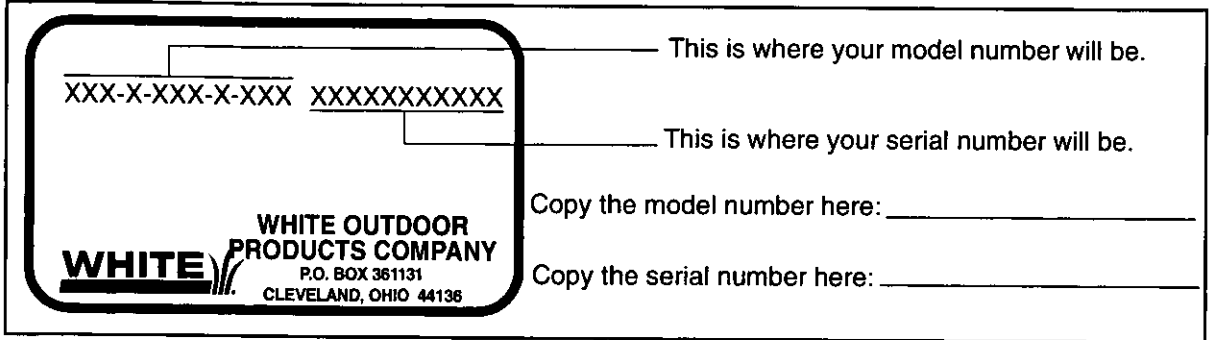 This is where your model number will be.
XXX-X-XXX-X-XXX XXXXXXXXXXX
This is where your serial number will be.
Copy the model number here:
Copy the serial number here:
WHITE
WHITE OUTDOOR
PRODUCTS COMPANY
P.O. BOX 361131
CLEVELAND, OHIO 44136